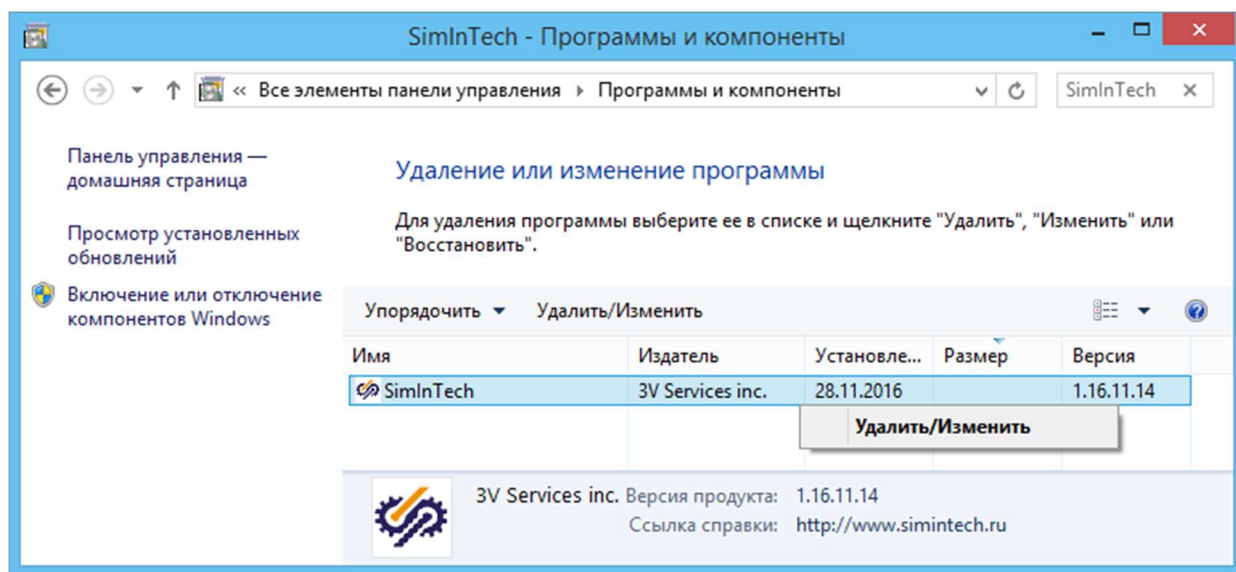 SimInTech - Программы и компоненты
« Все элементы панели управления Программы и компоненты SimInTech
Панель управления —
домашняя страница
Просмотр установленных
обновлений
Включение или отключение
компонентов Windows
Удаление или изменение программы
Для удаления программы выберите ее в списке и щелкните "Удалить", "Изменить" или
"Восстановить".
Упорядочить Удалить/Изменить
Имя Издатель Установле... Размер Версия
SimInTech 3V Services inc. 28.11.2016 1.16.11.14
Удалить/Изменить
3V Services inc. Версия продукта: 1.16.11.14
Ссылка справки: http://www.simintech.ru